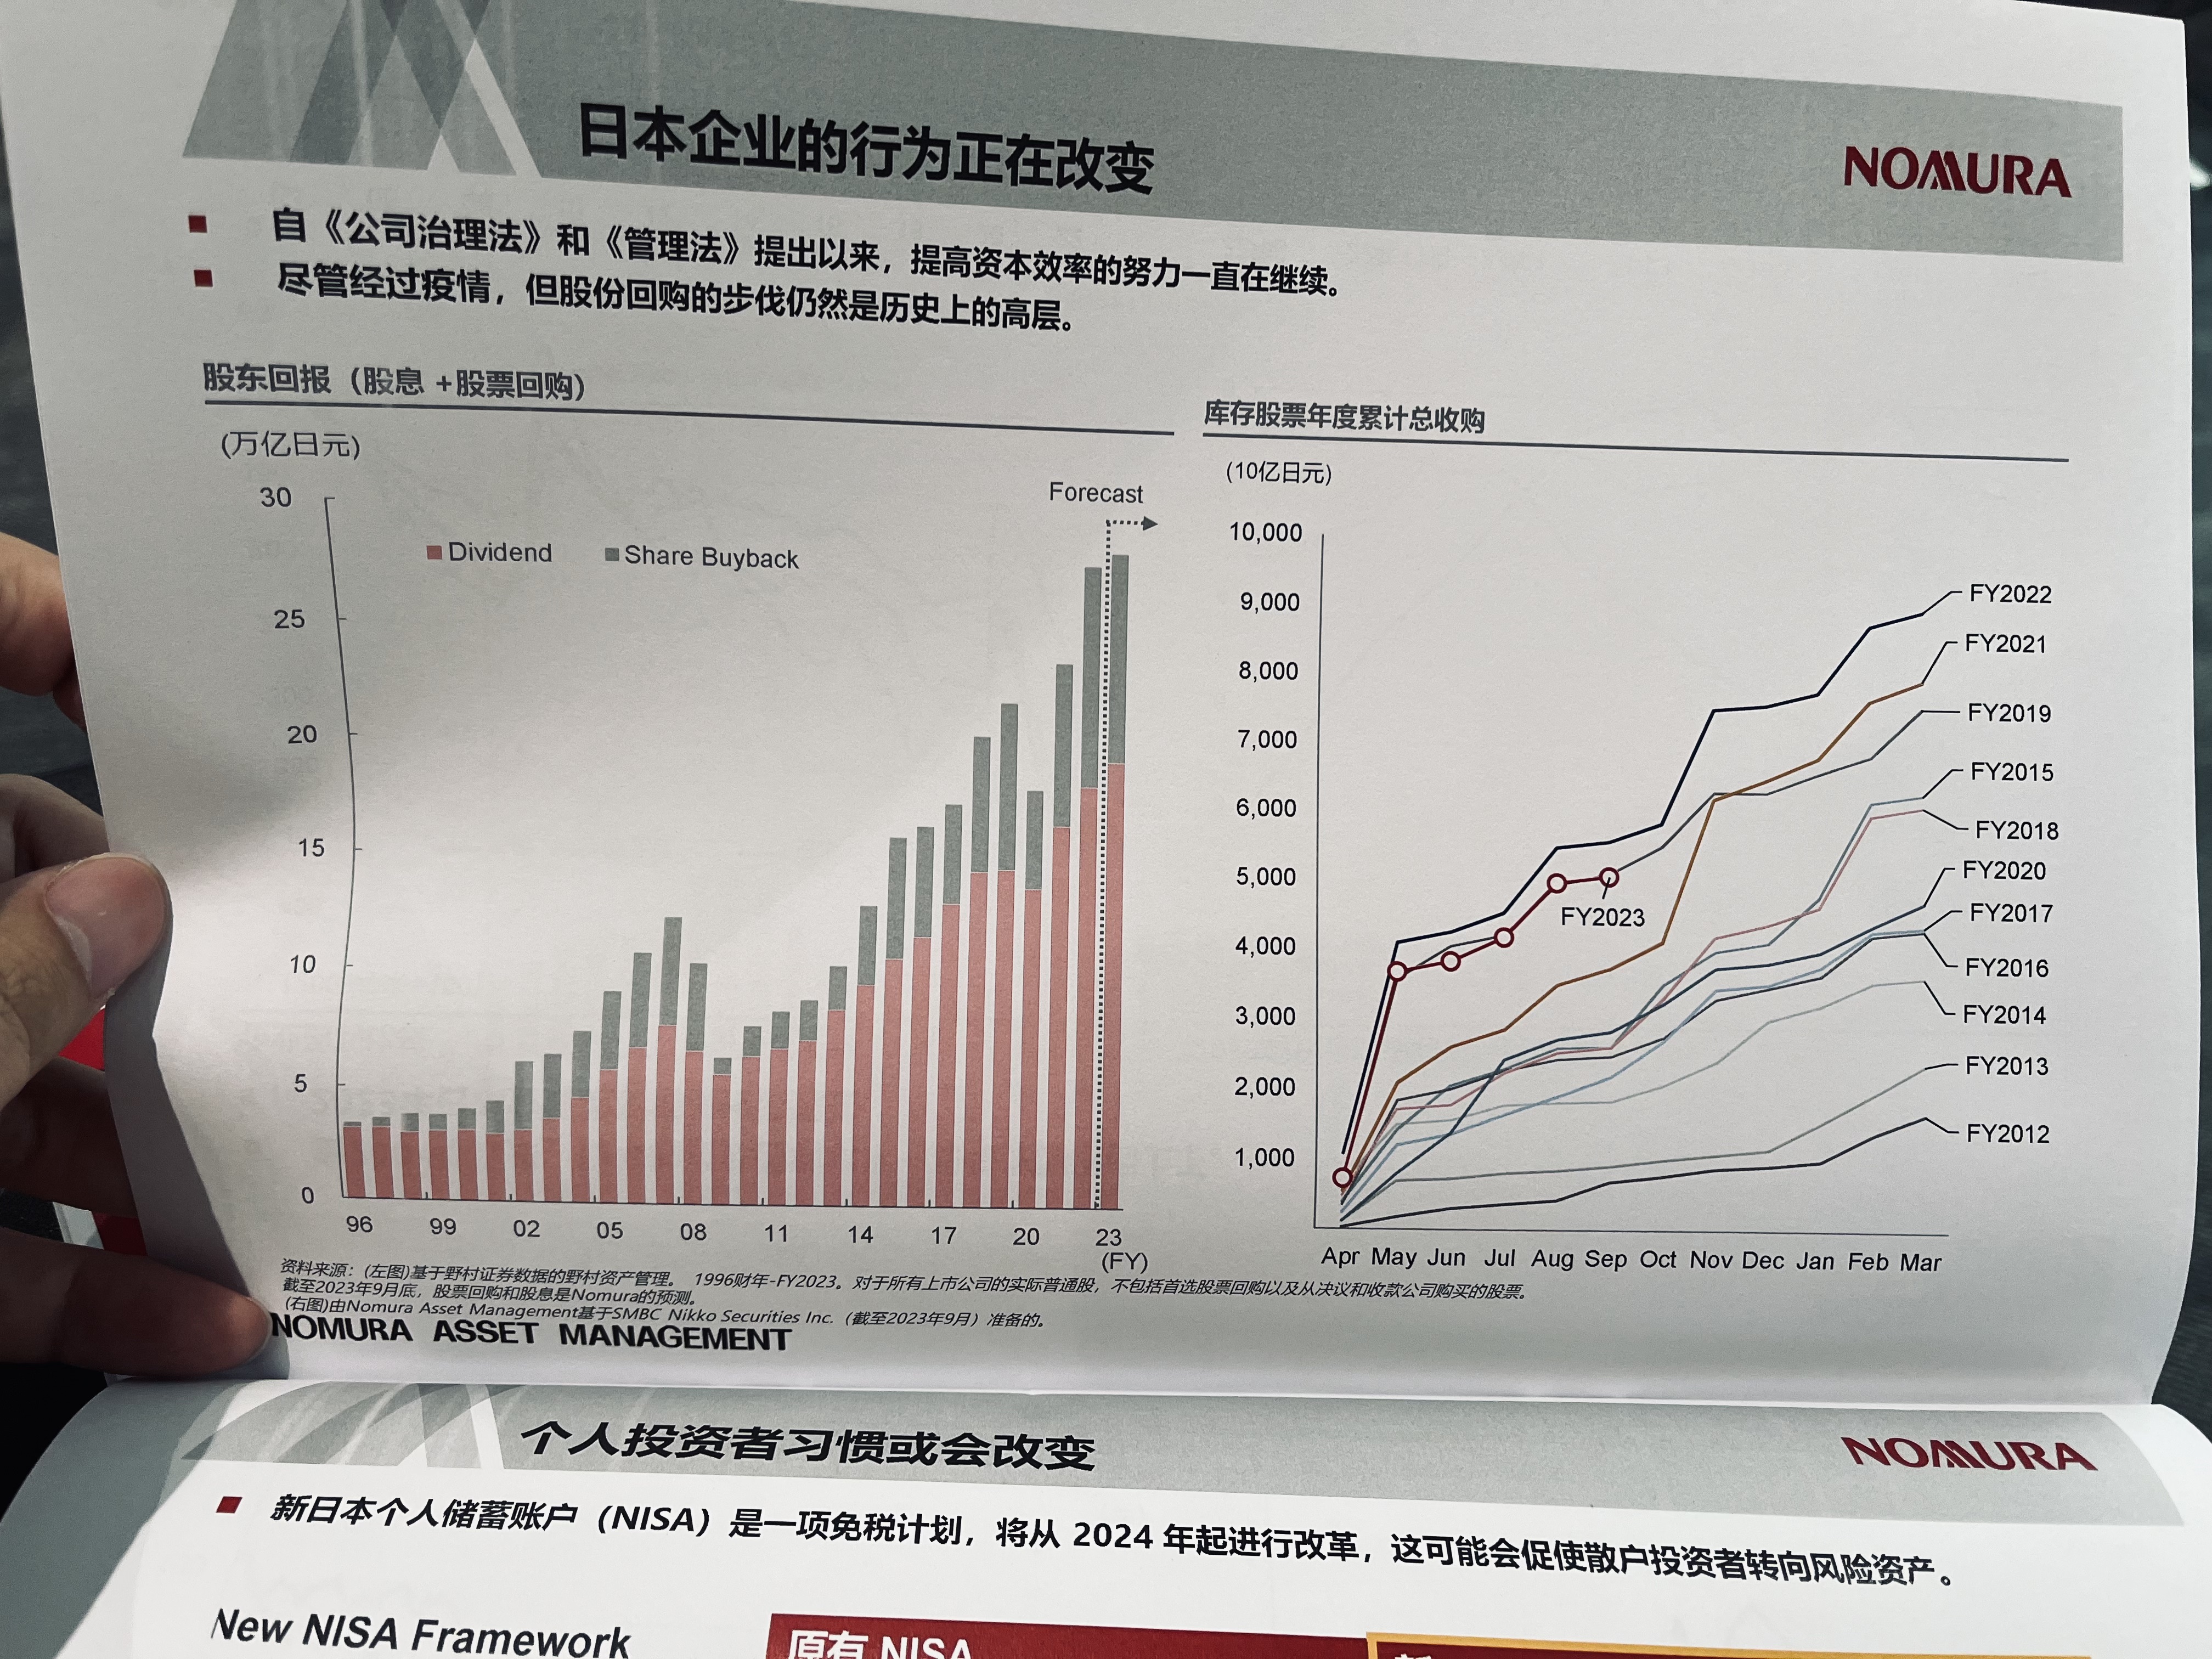 日本企业的行为正在改变
NOMURA
自《公司治理法》和《管理法》提出以来，提高资本效率的努力一直在继续。
尽管经过疫情，但股份回购的步伐仍然是历史上的高层。
股东回报（股息 +股票回购）
(万亿日元)
30
25
20
15
10
5
0
Dividend
Share Buyback
Forecast
96 99 02 05 08 11 14 17 20 23
(FY)
库存股票年度累计总收购
(10亿日元)
10,000
9,000
8,000
7,000
6,000
5,000
4,000
3,000
2,000
1,000
FY2022
FY2021
FY2019
FY2015
FY2018
FY2020
FY2017
FY2016
FY2014
FY2013
FY2012
FY2023
Apr May Jun Jul Aug Sep Oct Nov Dec Jan Feb Mar
资料来源：(左图)基于野村证券数据的野村资产管理。 1996财年-FY2023。对于所有上市公司的实际普通股，不包括首选股票回购以及从决议和收款公司购买的股票。
截至2023年9月底，股票回购和股息是Nomura的预测。
(右图)由Nomura Asset Management基于SMBC Nikko Securities Inc.（截至2023年9月）准备的。
NOMURA ASSET MANAGEMENT
个人投资者习惯或会改变
NOMURA
新日本个人储蓄账户（NISA）是一项免税计划，将从 2024 年起进行改革，这可能会促使散户投资者转向风险资产。
New NISA Framework
原有 NISA